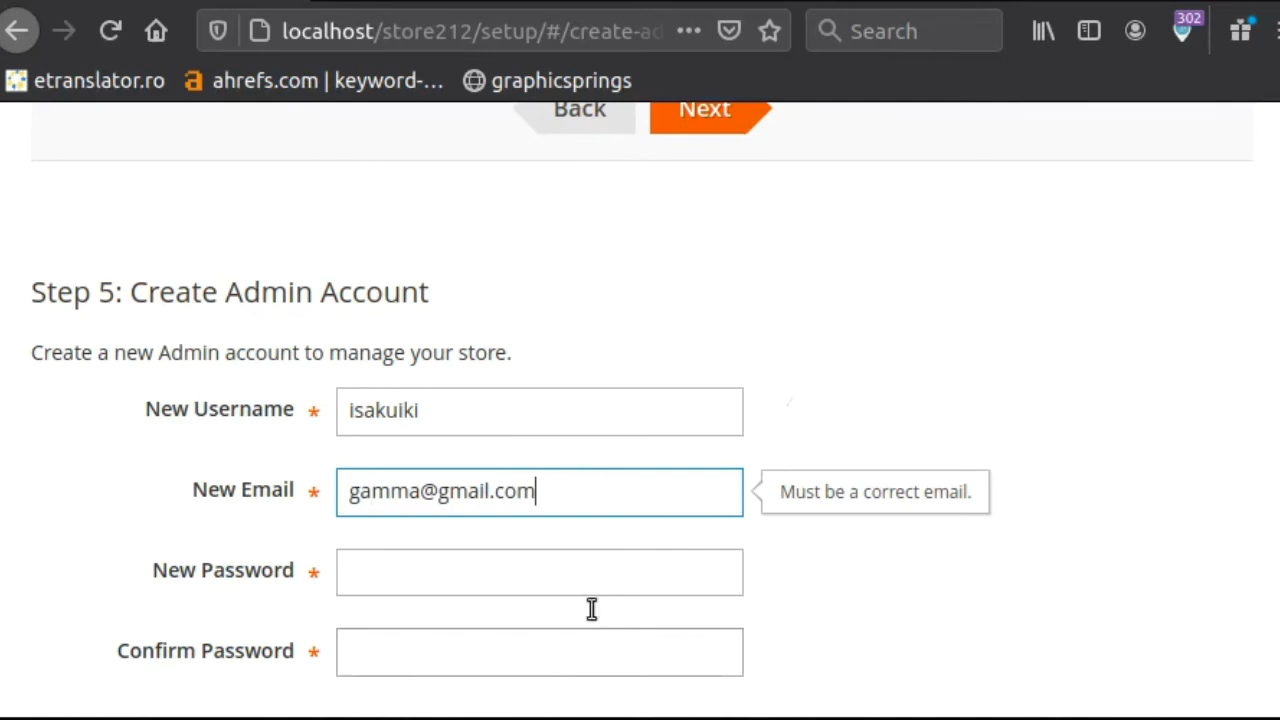 localhost/store212/setup/#/create-ad ••• Search 302
etranslator.ro a ahrefs.com | keyword-... graphicsprings
Back Next
Step 5: Create Admin Account
Create a new Admin account to manage your store.
New Username * isakuiki
New Email * gamma@gmail.com Must be a correct email.
New Password *
Confirm Password *